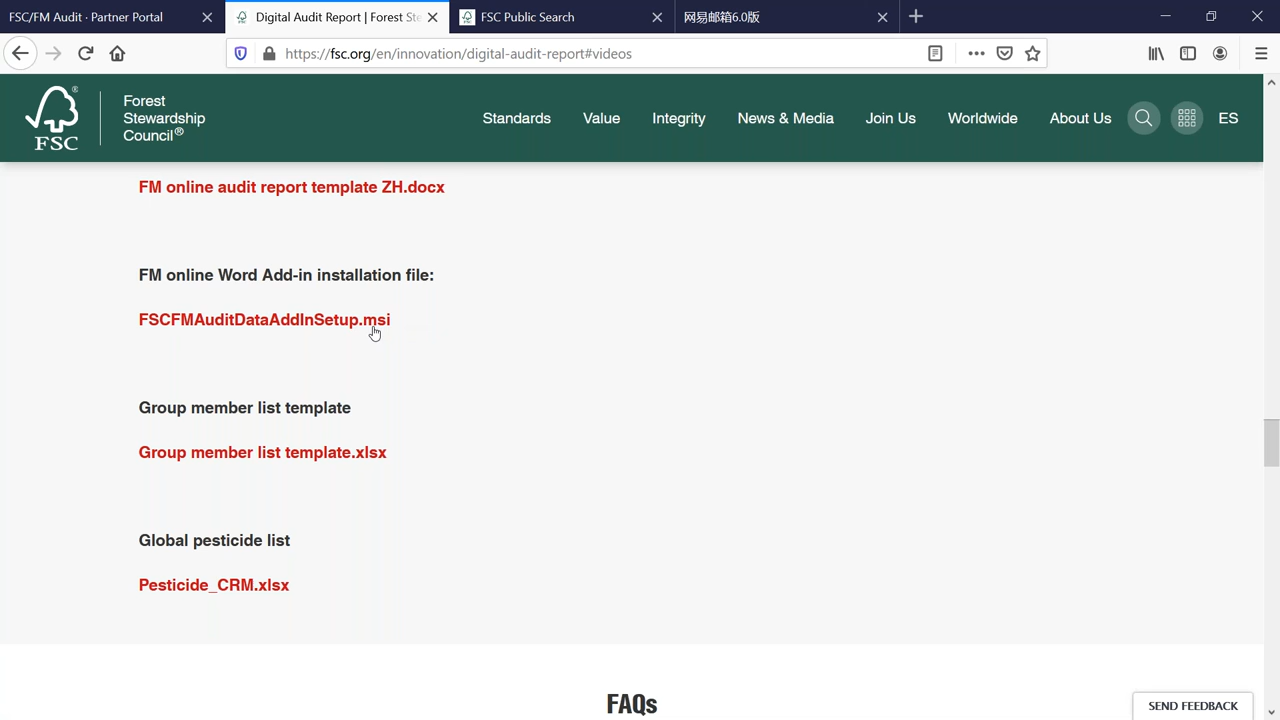 FSC/FM Audit · Partner Portal
Digital Audit Report | Forest Ste
FSC Public Search
网易邮箱6.0版
https://fsc.org/en/innovation/digital-audit-report#videos
FSC
®
Forest
Stewardship
Council®
Standards
Value
Integrity
News & Media
Join Us
Worldwide
About Us
ES
FM online audit report template ZH.docx
FM online Word Add-in installation file:
FSCFMAuditDataAddInSetup.msi
Group member list template
Group member list template.xlsx
Global pesticide list
Pesticide_CRM.xlsx
FAQs
SEND FEEDBACK